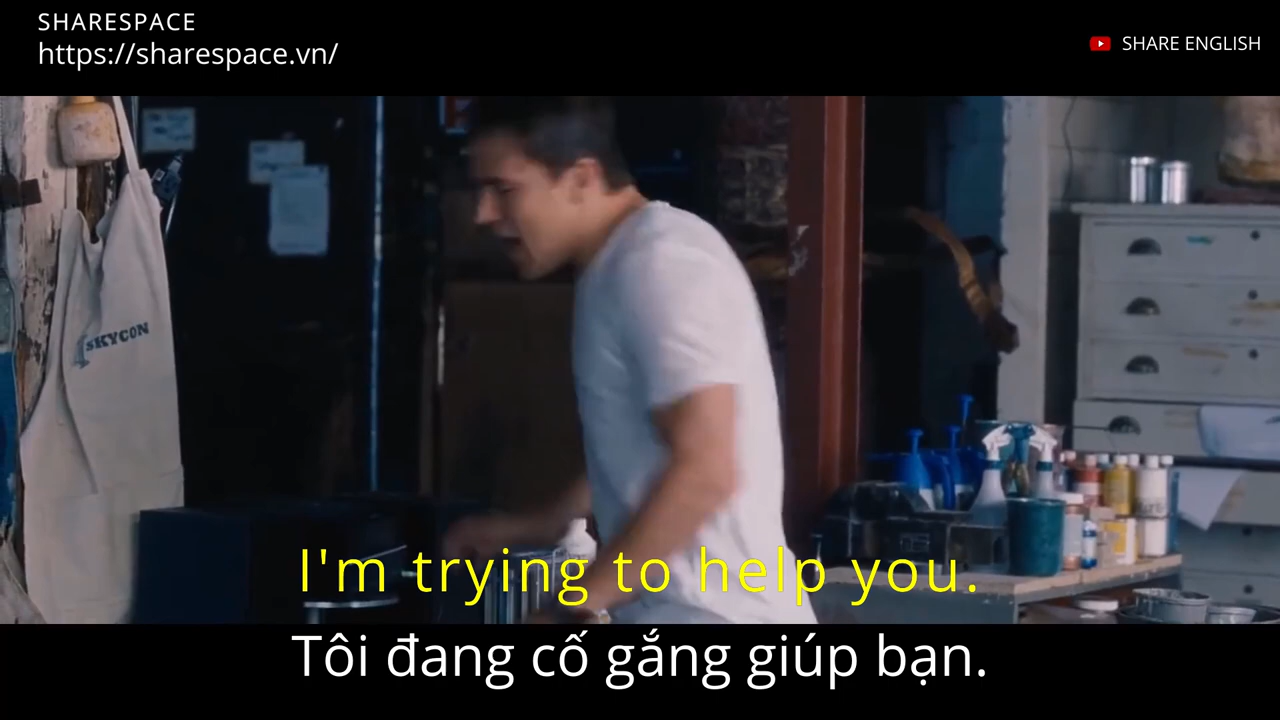 SHARESPACE
https://sharespace.vn/
SHARE ENGLISH
SKYCON
I'm trying to help you.
Tôi đang cố gắng giúp bạn.